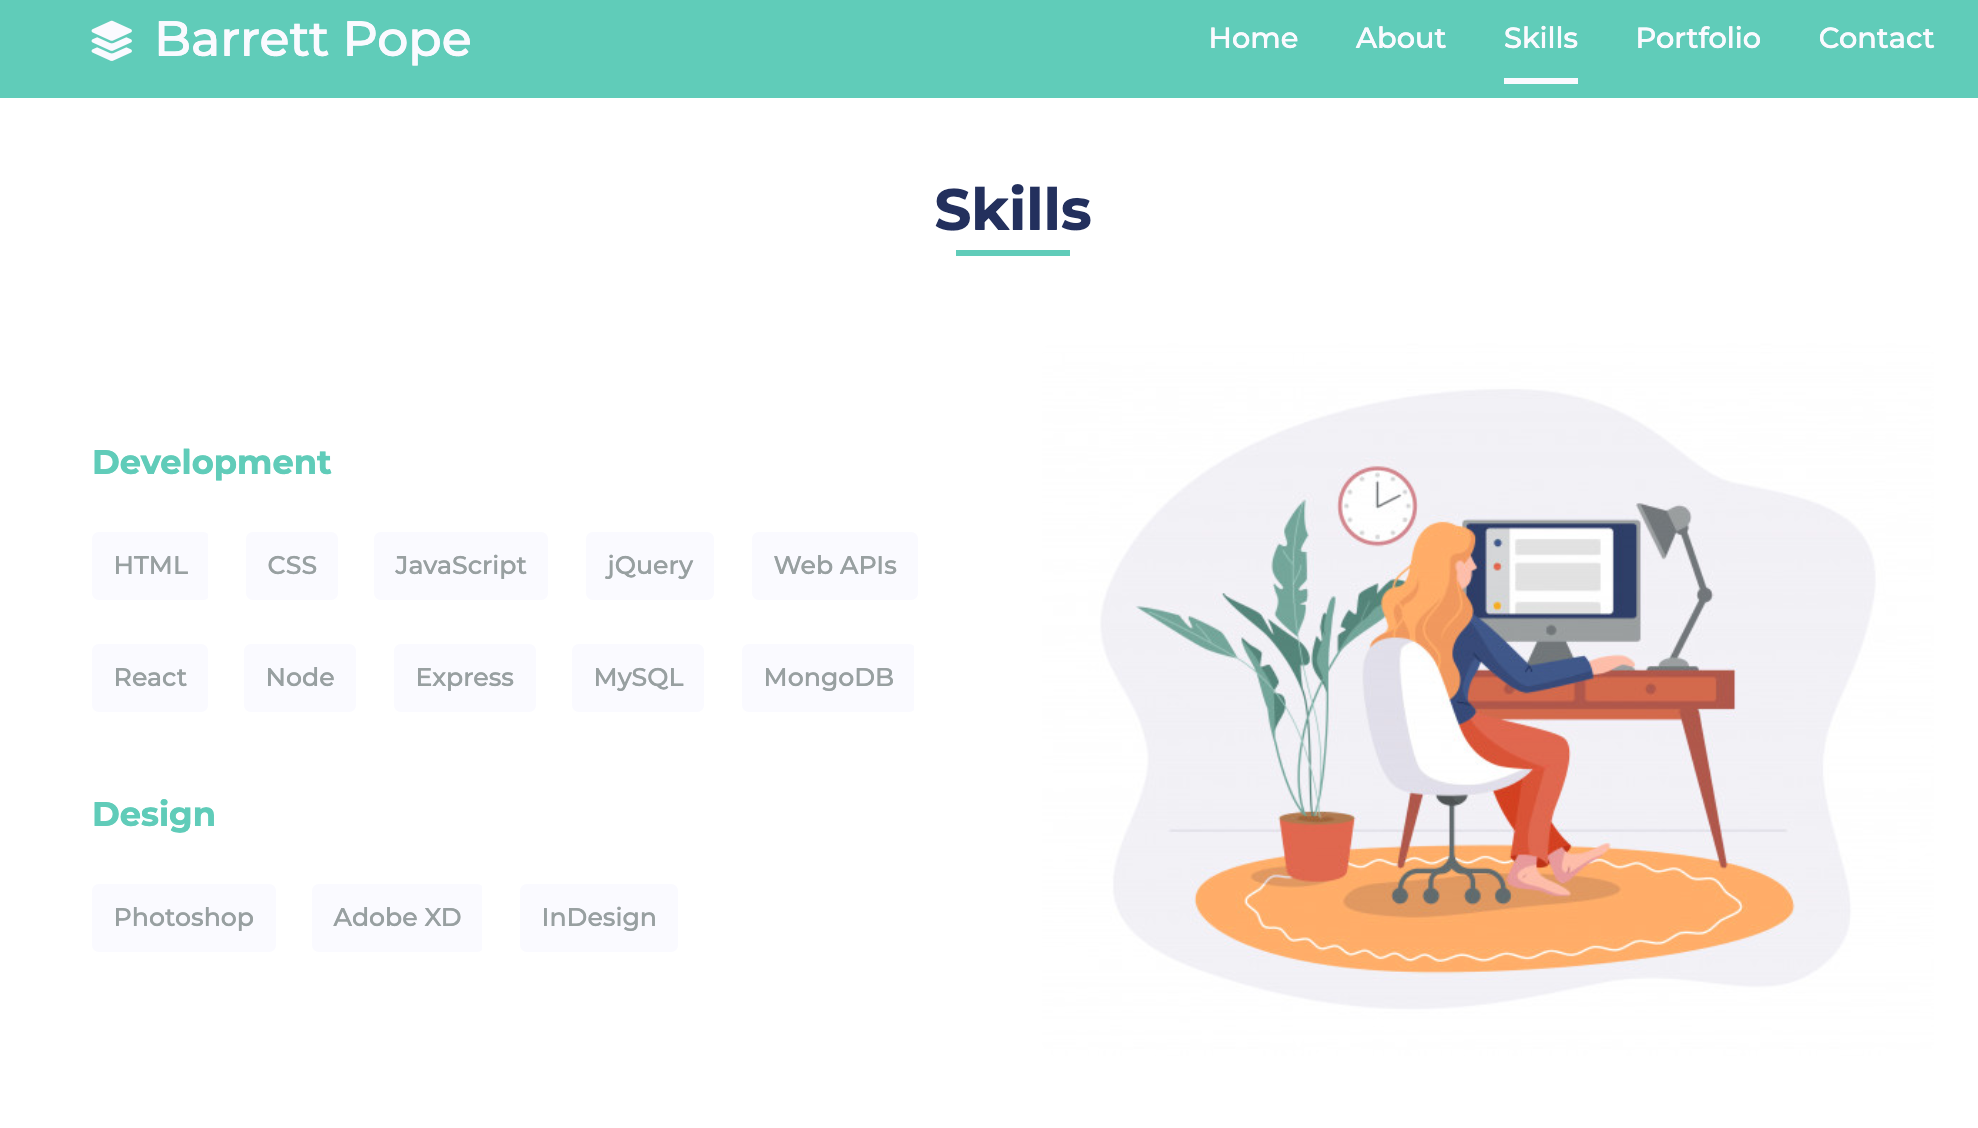 Barrett Pope
Home About Skills Portfolio Contact
Skills
Development
HTML CSS JavaScript jQuery Web APIs
React Node Express MySQL MongoDB
Design
Photoshop Adobe XD InDesign